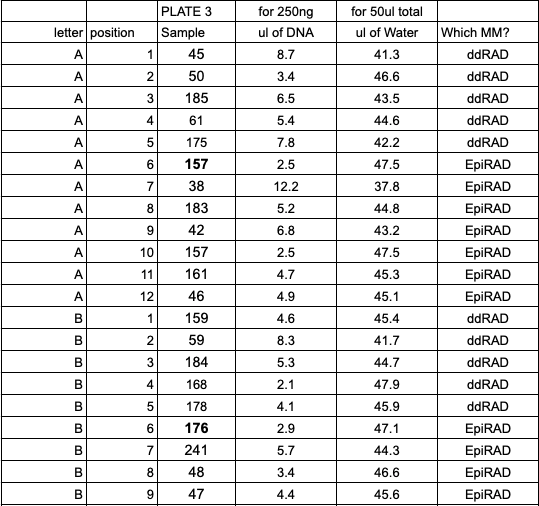 PLATE 3 for 250ng for 50ul total
letter position Sample ul of DNA ul of Water Which MM?
A 1 45 8.7 41.3 ddRAD
A 2 50 3.4 46.6 ddRAD
A 3 185 6.5 43.5 ddRAD
A 4 61 5.4 44.6 ddRAD
A 5 175 7.8 42.2 ddRAD
A 6 157 2.5 47.5 EpiRAD
A 7 38 12.2 37.8 EpiRAD
A 8 183 5.2 44.8 EpiRAD
A 9 42 6.8 43.2 EpiRAD
A 10 157 2.5 47.5 EpiRAD
A 11 161 4.7 45.3 EpiRAD
A 12 46 4.9 45.1 EpiRAD
B 1 159 4.6 45.4 ddRAD
B 2 59 8.3 41.7 ddRAD
B 3 184 5.3 44.7 ddRAD
B 4 168 2.1 47.9 ddRAD
B 5 178 4.1 45.9 ddRAD
B 6 176 2.9 47.1 EpiRAD
B 7 241 5.7 44.3 EpiRAD
B 8 48 3.4 46.6 EpiRAD
B 9 47 4.4 45.6 EpiRAD